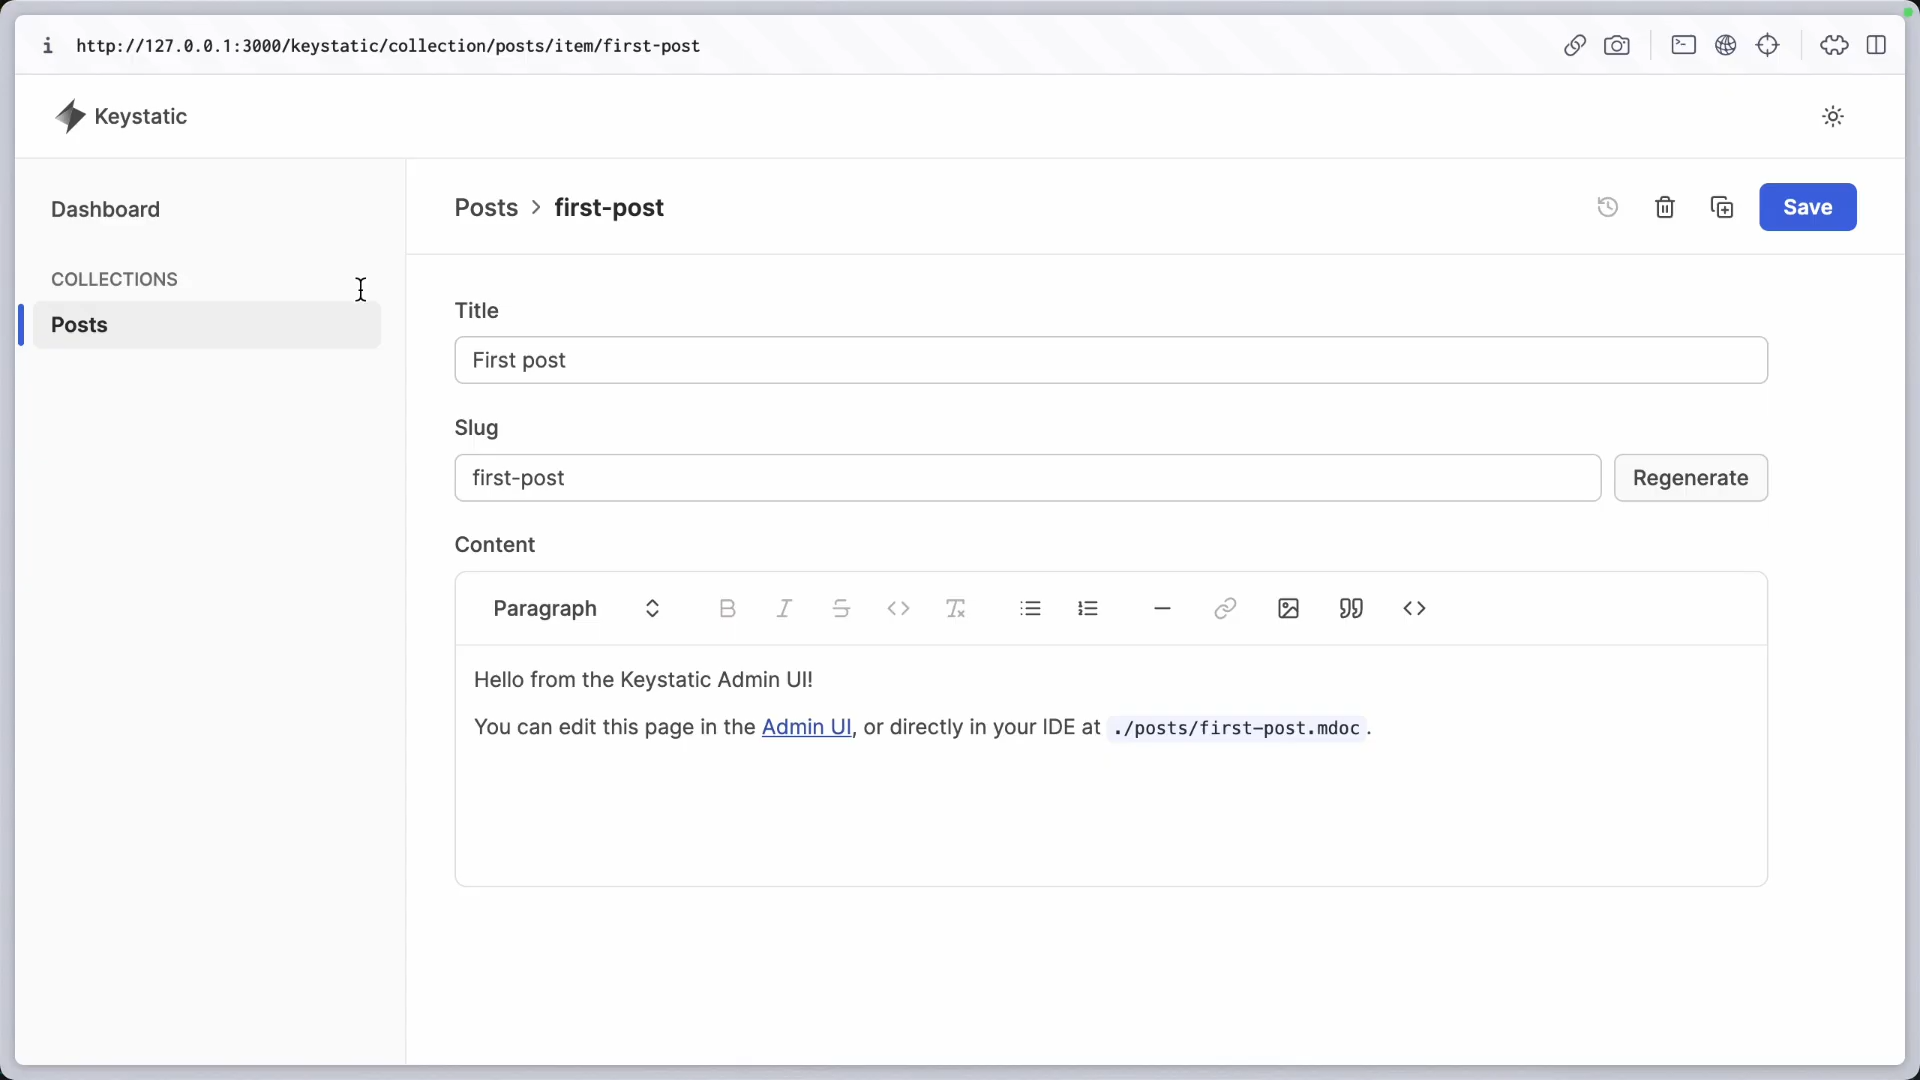 http://127.0.0.1:3000/keystatic/collection/posts/item/first-post
Keystatic
Dashboard
COLLECTIONS
Posts
Posts > first-post
Save
Title
First post
Slug
first-post
Regenerate
Content
Paragraph
Hello from the Keystatic Admin UI!
You can edit this page in the Admin UI, or directly in your IDE at ./posts/first-post.mdoc.